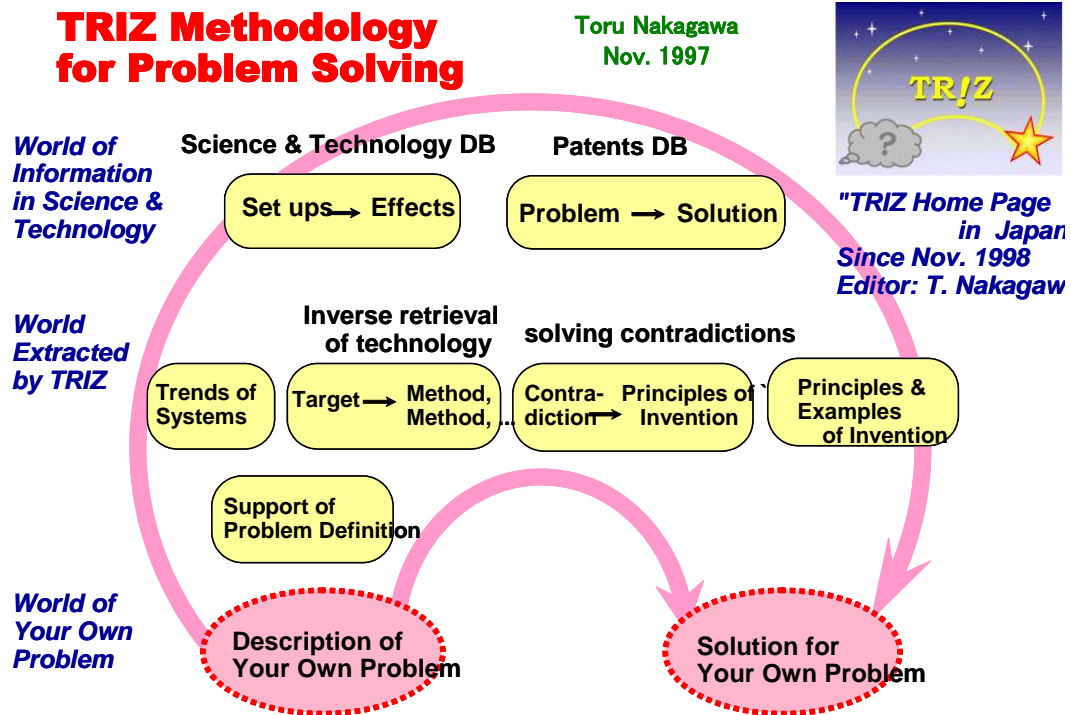 TRIZ Methodology
for Problem Solving
Toru Nakagawa
Nov. 1997
TR!Z
?
"TRIZ Home Page
in Japan
Since Nov. 1998
Editor: T. Nakagaw
World of
Information
in Science &
Technology
Science & Technology DB
Set ups → Effects
Patents DB
Problem → Solution
World
Extracted
by TRIZ
Inverse retrieval
of technology
solving contradictions
Trends of
Systems
Target → Method,
Method, ...
Contra- Principles of `
diction → Invention
Principles &
Examples
of Invention
Support of
Problem Definition
World of
Your Own
Problem
Description of
Your Own Problem
Solution for
Your Own Problem